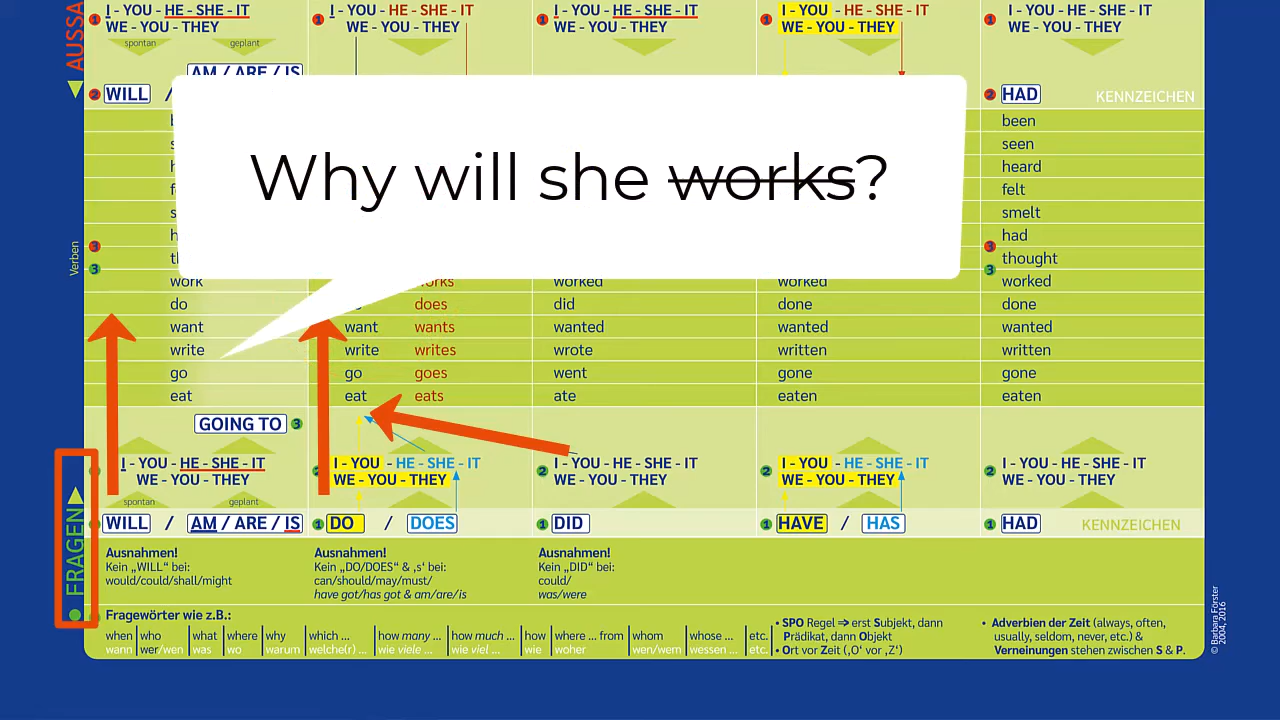 AUSSA
I - YOU - HE - SHE - IT
WE - YOU - THEY
spontan geplant
AM / ARE / IS
2 WILL /
1 I - YOU - HE - SHE - IT
WE - YOU - THEY
I - YOU - HE - SHE - IT
WE - YOU - THEY
1 I - YOU - HE - SHE - IT
WE - YOU - THEY
I - YOU - HE - SHE - IT
WE - YOU - THEY
2 HAD KENNZEICHEN
Why will she works?
been
seen
heard
felt
smelt
had
thought
Verben
3
3
work worked worked worked
do does did done done
want want wants wanted wanted wanted
write write writes wrote written written
go go goes went gone gone
eat eat eats ate eaten eaten
GOING TO 3
I - YOU - HE - SHE - IT I - YOU - HE - SHE - IT I - YOU - HE - SHE - IT I - YOU - HE - SHE - IT I - YOU - HE - SHE - IT
WE - YOU - THEY WE - YOU - THEY WE - YOU - THEY WE - YOU - THEY WE - YOU - THEY
spontan geplant
WILL / AM / ARE / IS 1 DO / DOES 1 DID 1 HAVE / HAS 1 HAD KENNZEICHEN
FRAGEN
Ausnahmen!
Kein „WILL“ bei:
would/could/shall/might
Ausnahmen!
Kein „DO/DOES“ & ‚s‘ bei:
can/should/may/must/
have got/has got & am/are/is
Ausnahmen!
Kein „DID“ bei:
could/
was/were
Fragewörter wie z.B.:
when who what where why which ... how many ... how much ... how where ... from whom whose ... etc.
wann wer/wen was wo warum welche(r) ... wie viele ... wie viel ... wie woher wen/wem wessen ... etc.
• SPO Regel => erst Subjekt, dann
Prädikat, dann Objekt
• Ort vor Zeit (‚O‘ vor ‚Z‘)
• Adverbien der Zeit (always, often,
usually, seldom, never, etc.) &
Verneinungen stehen zwischen S & P.
© Barbara Förster
2004, 2016